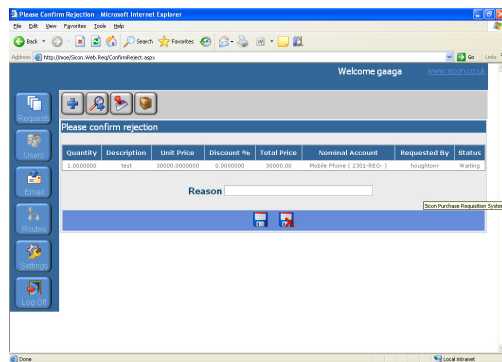 Please Confirm Rejection - Microsoft Internet Explorer
File Edit View Favorites Tools Help
Back Search Favorites
Address http://moe/Sicon.Web.Req/ConfirmReject.aspx Go Links
Welcome gaaga www.sicon.co.uk
Requests
Please confirm rejection
Users
Quantity Description Unit Price Discount % Total Price Nominal Account Requested By Status
1.0000000 test 30000.0000000 0.0000000 30000.00 Mobile Phone ( 2301-REQ- ) houghtonr Waiting
Email
Reason
Sicon Purchase Requisition System
Routes
Settings
Log Off
Done Local intranet